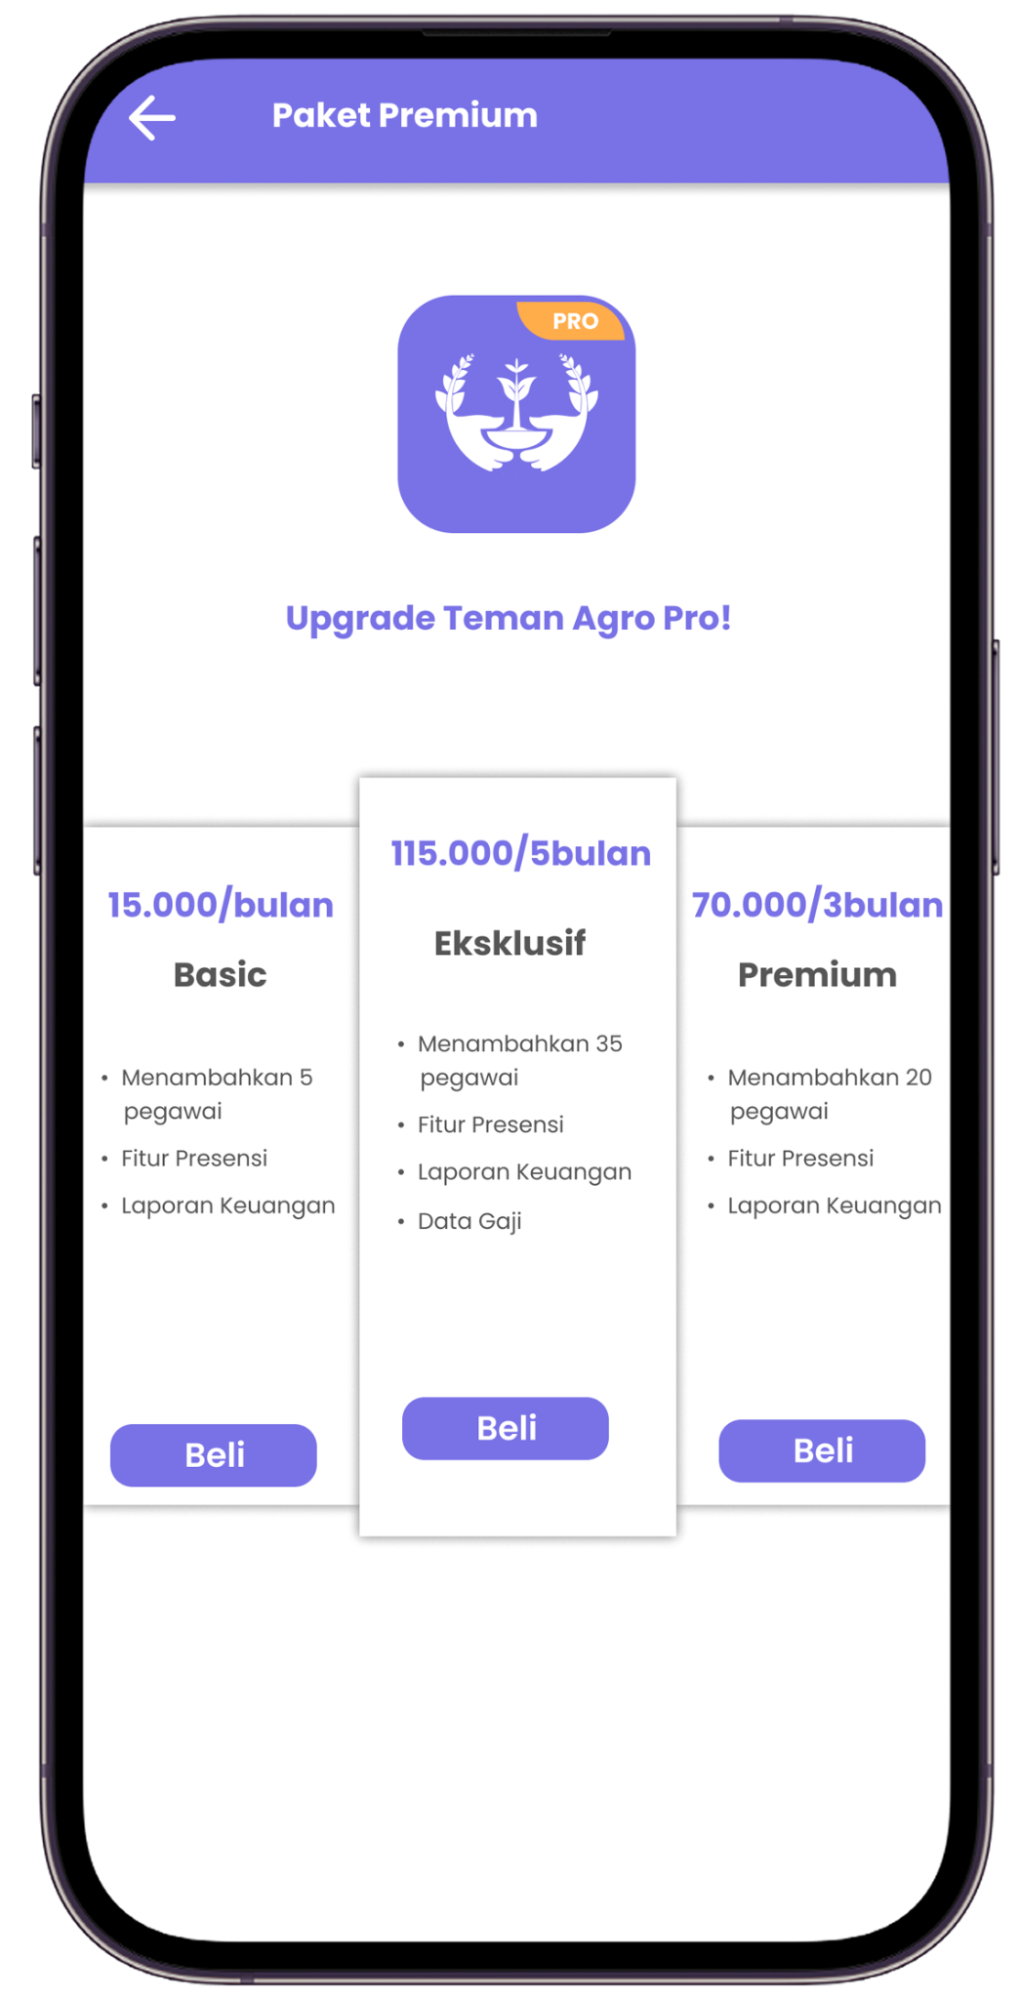 Paket Premium
PRO
Upgrade Teman Agro Pro!
15.000/bulan
Basic
• Menambahkan 5
pegawai
• Fitur Presensi
• Laporan Keuangan
Beli
115.000/5bulan
Eksklusif
• Menambahkan 35
pegawai
• Fitur Presensi
• Laporan Keuangan
• Data Gaji
Beli
70.000/3bulan
Premium
• Menambahkan 20
pegawai
• Fitur Presensi
• Laporan Keuangan
Beli